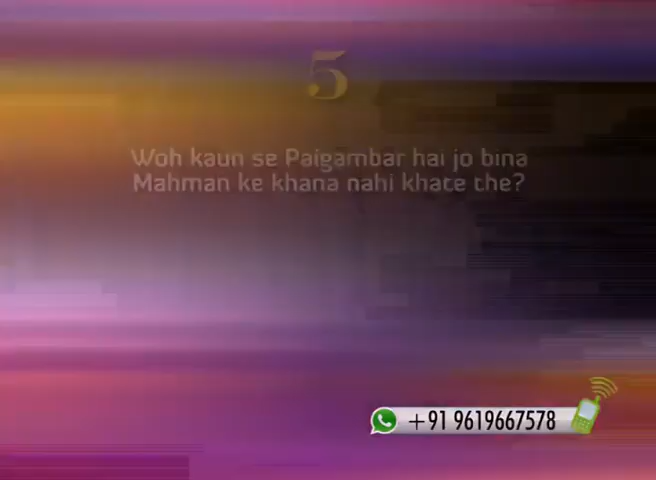 5
Woh kaun se Paigambar hai jo bina
Mahman ke khana nahi khate the?
+91 9619667578